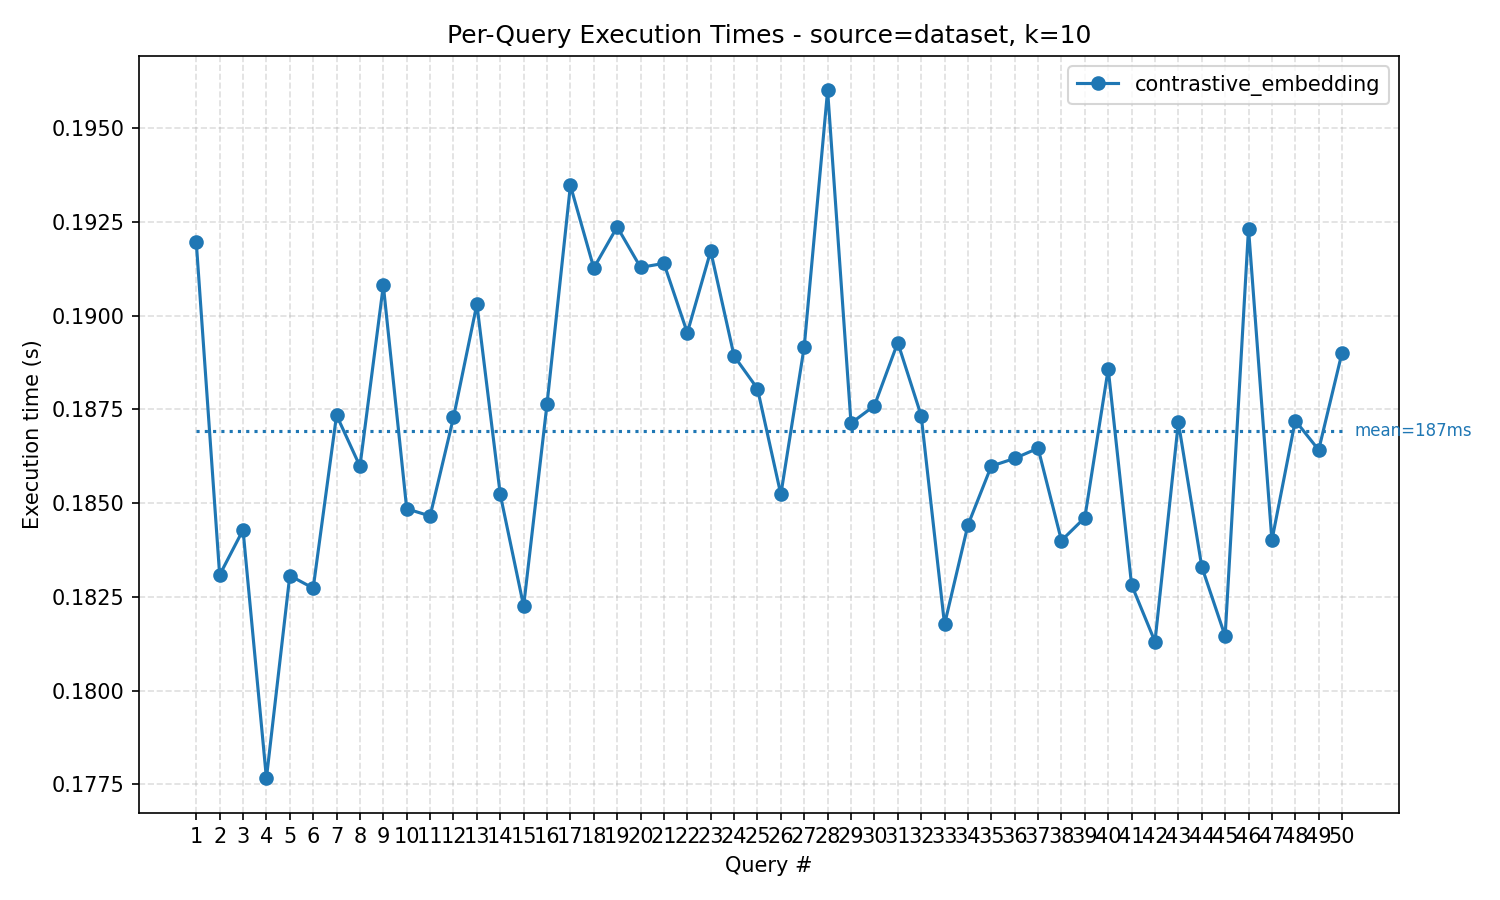 Per-Query Execution Times - source=dataset, k=10
contrastive_embedding
0.1950
0.1925
0.1900
0.1875
0.1850
0.1825
0.1800
0.1775
Execution time (s)
mean=187ms
1 2 3 4 5 6 7 8 9 10 11 12 13 14 15 16 17 18 19 20 21 22 23 24 25 26 27 28 29 30 31 32 33 34 35 36 37 38 39 40 41 42 43 44 45 46 47 48 49 50
Query #